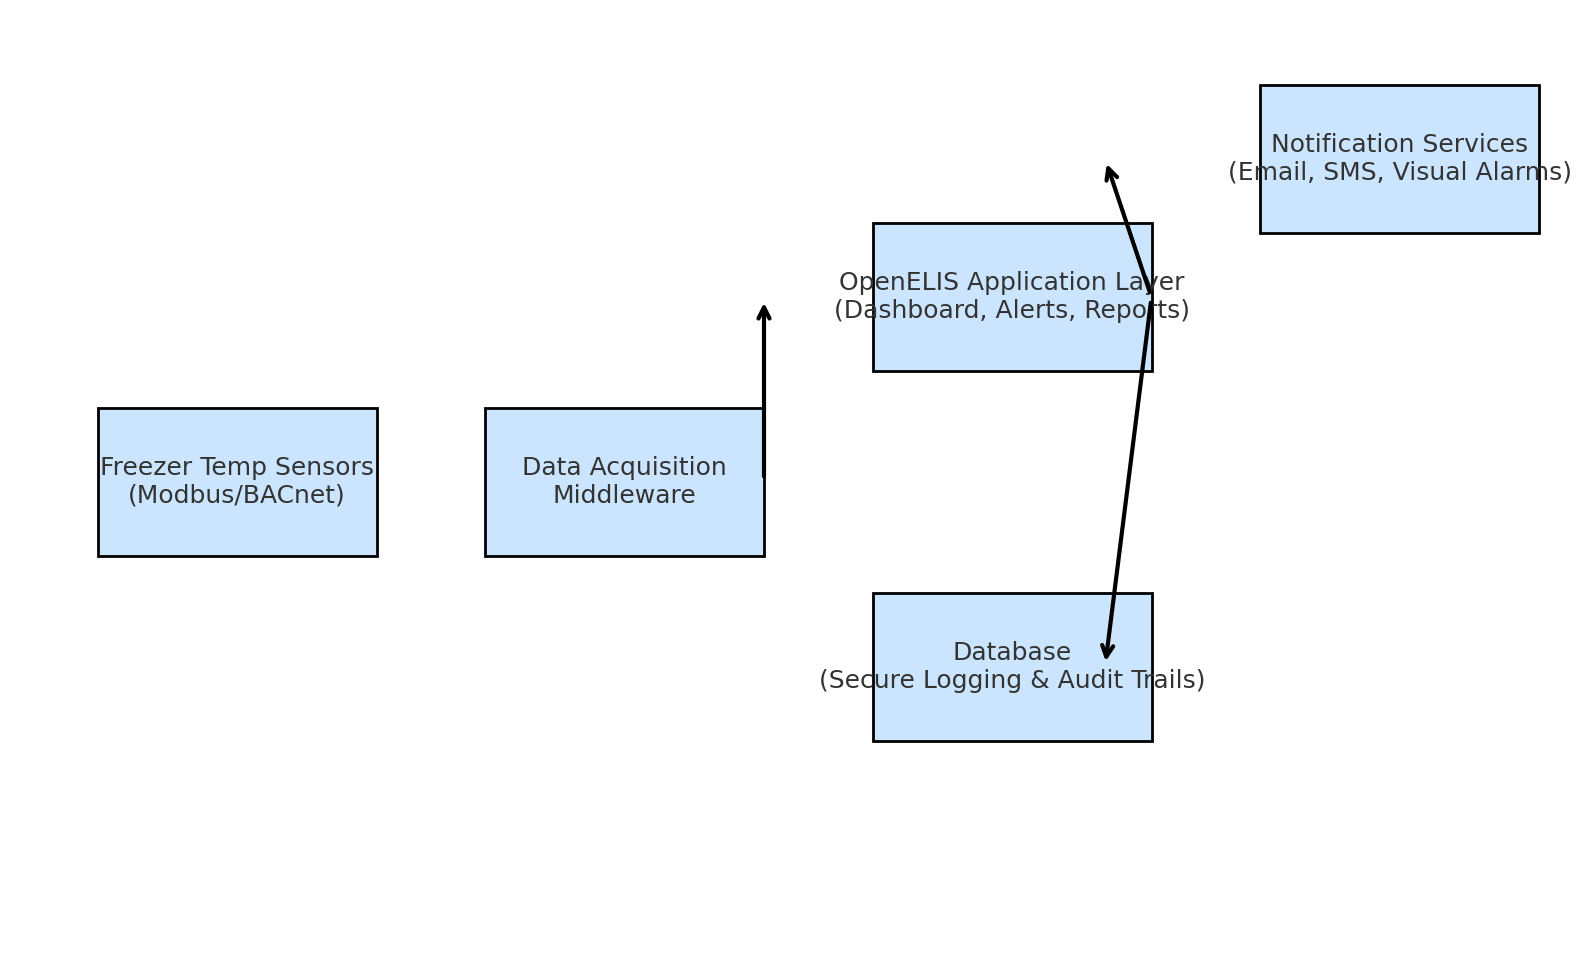 Freezer Temp Sensors
(Modbus/BACnet)
Data Acquisition
Middleware
OpenELIS Application Layer
(Dashboard, Alerts, Reports)
Database
(Secure Logging & Audit Trails)
Notification Services
(Email, SMS, Visual Alarms)